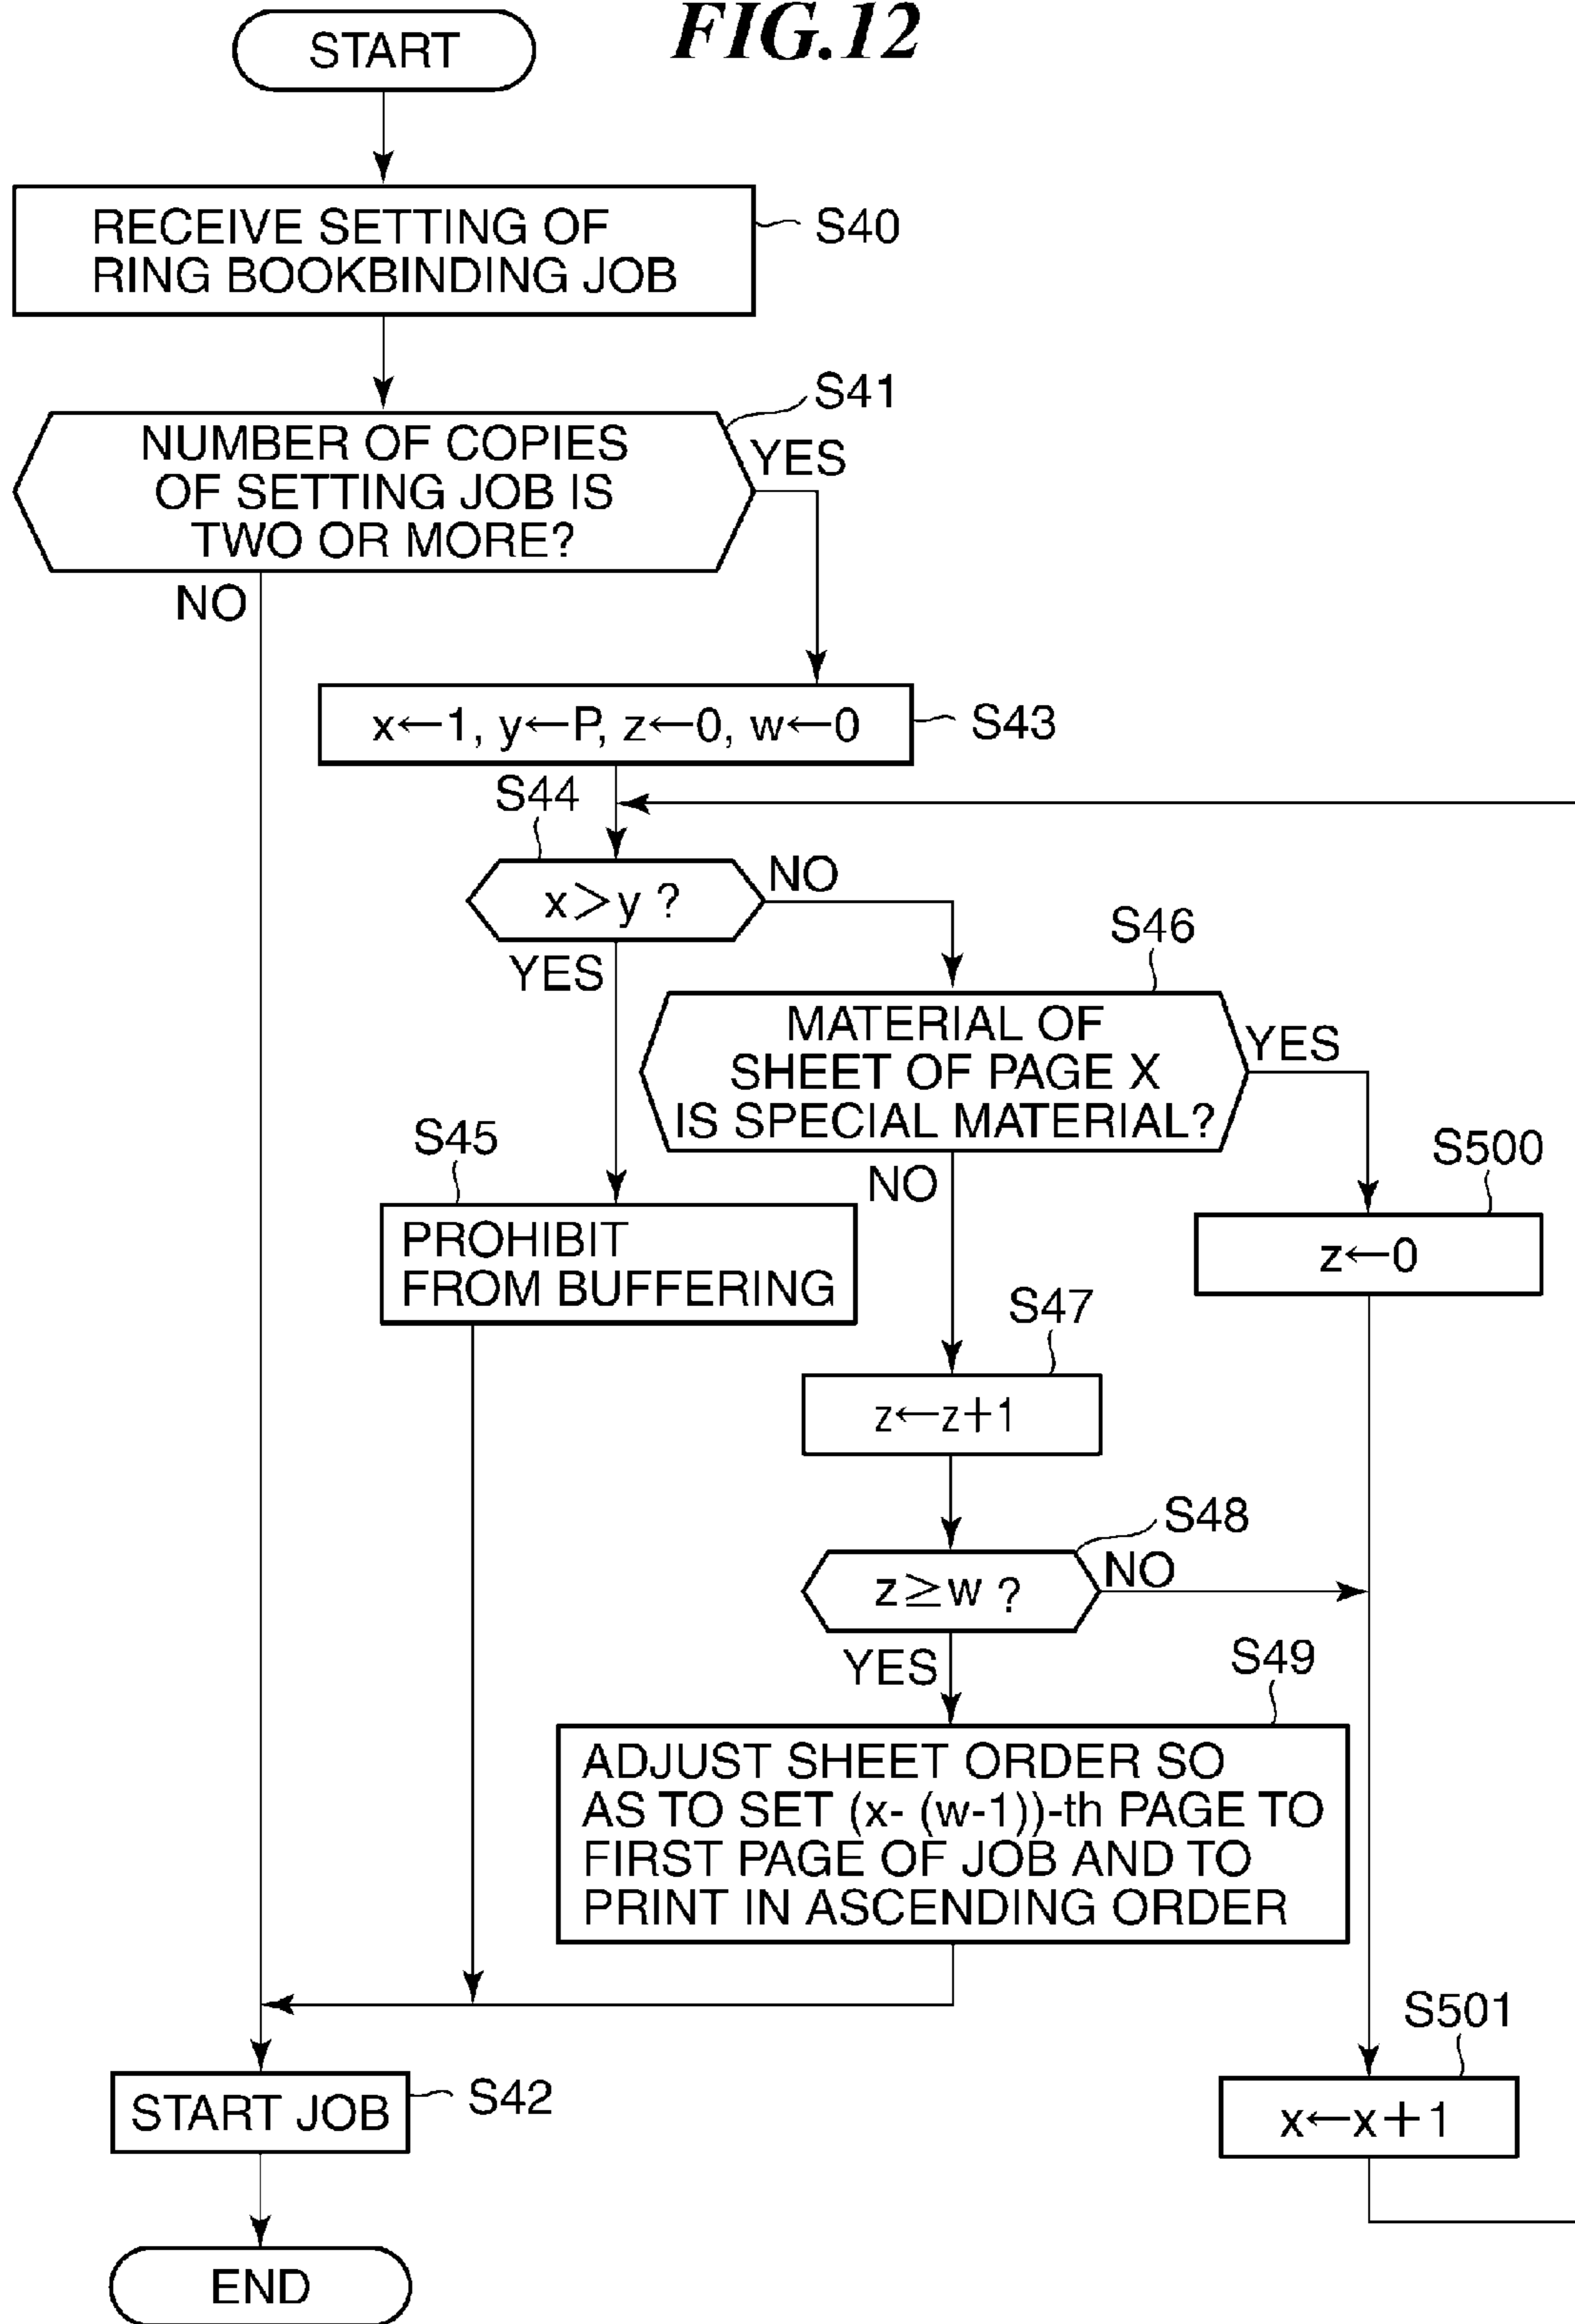 FIG.12
START
RECEIVE SETTING OF
RING BOOKBINDING JOB
S40
S41
NUMBER OF COPIES
OF SETTING JOB IS
TWO OR MORE?
YES
NO
x←1, y←P, z←0, w←0
S43
S44
x>y ?
NO
YES
S46
MATERIAL OF
SHEET OF PAGE X
IS SPECIAL MATERIAL?
YES
NO
S45
PROHIBIT
FROM BUFFERING
S500
z←0
S47
z←z+1
S48
z≧w ?
NO
YES
S49
ADJUST SHEET ORDER SO
AS TO SET (x- (w-1))-th PAGE TO
FIRST PAGE OF JOB AND TO
PRINT IN ASCENDING ORDER
S501
x←x+1
START JOB
S42
END